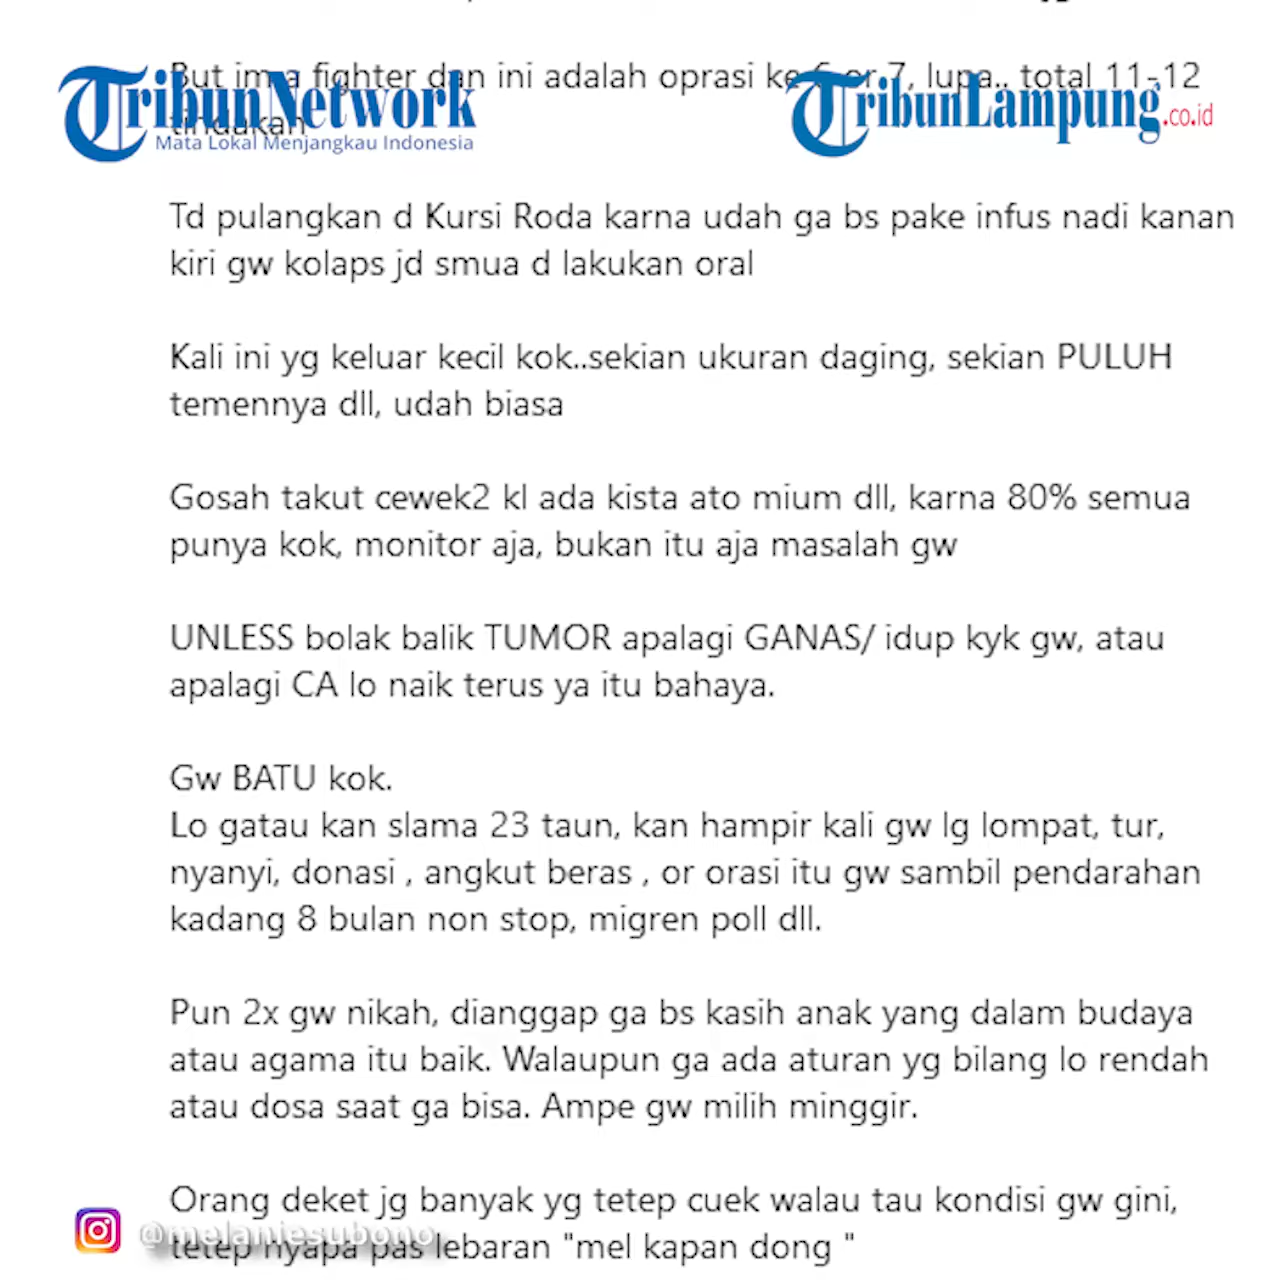 But im a fighter dan ini adalah oprasi ke 6 or 7, lupa.. total 11-12
tindakan
TribunNetwork
Mata Lokal Menjangkau Indonesia
TribunLampung.co.id
Td pulangkan d Kursi Roda karna udah ga bs pake infus nadi kanan
kiri gw kolaps jd smua d lakukan oral
Kali ini yg keluar kecil kok..sekian ukuran daging, sekian PULUH
temennya dll, udah biasa
Gosah takut cewek2 kl ada kista ato mium dll, karna 80% semua
punya kok, monitor aja, bukan itu aja masalah gw
UNLESS bolak balik TUMOR apalagi GANAS/ idup kyk gw, atau
apalagi CA lo naik terus ya itu bahaya.
Gw BATU kok.
Lo gatau kan slama 23 taun, kan hampir kali gw lg lompat, tur,
nyanyi, donasi , angkut beras , or orasi itu gw sambil pendarahan
kadang 8 bulan non stop, migren poll dll.
Pun 2x gw nikah, dianggap ga bs kasih anak yang dalam budaya
atau agama itu baik. Walaupun ga ada aturan yg bilang lo rendah
atau dosa saat ga bisa. Ampe gw milih minggir.
Orang deket jg banyak yg tetep cuek walau tau kondisi gw gini,
tetep nyapa pas lebaran "mel kapan dong "
@melaniesubono